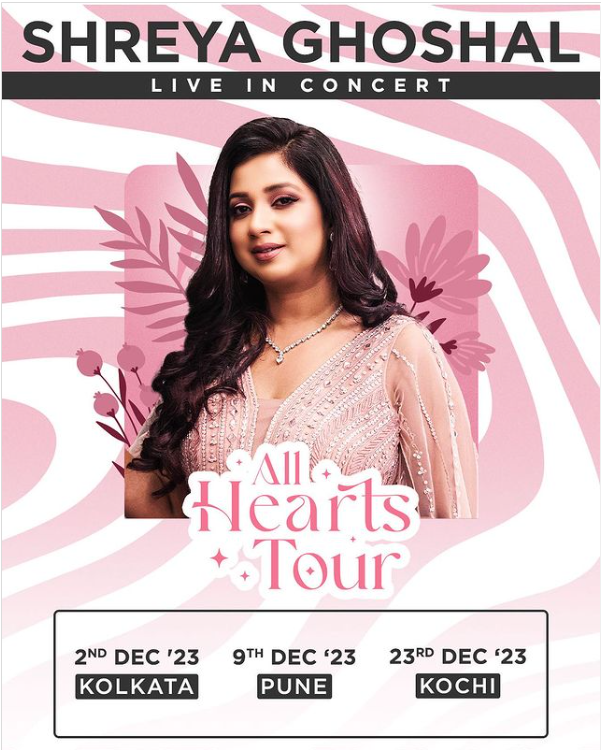 SHREYA GHOSHAL
LIVE IN CONCERT
All
Hearts
Tour
2ND DEC '23 9TH DEC ‘23 23RD DEC ‘23
KOLKATA PUNE KOCHI